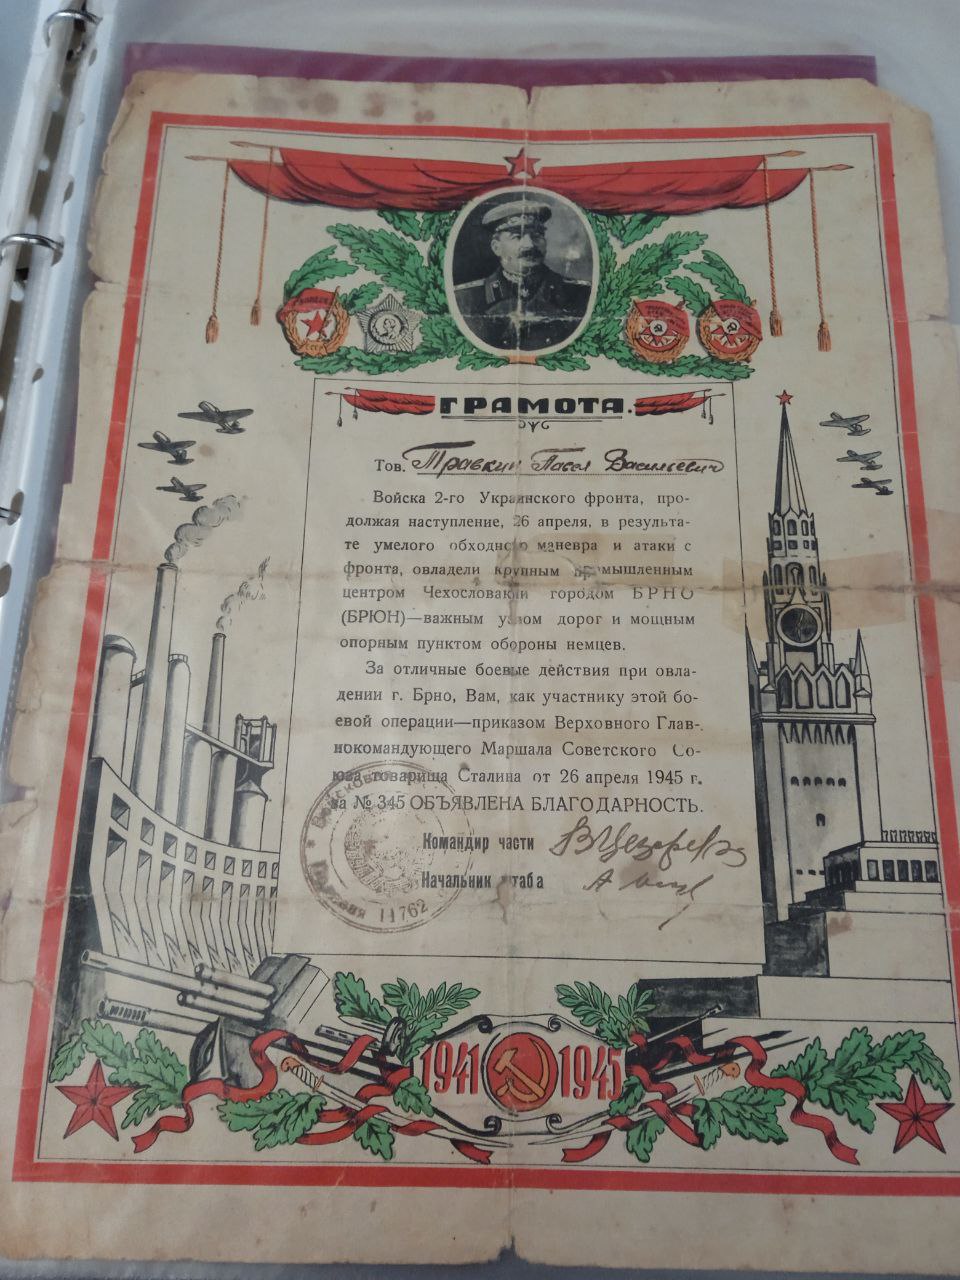 ГРАМОТА.
Тов. Травкин Павел Васильевич
Войска 2-го Украинского фронта, про-
должая наступление, 26 апреля, в результа-
те умелого обходного маневра и атаки с
фронта, овладели крупным промышленным
центром Чехословакии городом БРНО
(БРЮН)—важным узлом дорог и мощным
опорным пунктом обороны немцев.
За отличные боевые действия при овла-
дении г. Брно, Вам, как участнику этой бо-
евой операции—приказом Верховного Глав-
нокомандующего Маршала Советского Со-
юза товарища Сталина от 26 апреля 1945 г.
за № 345 ОБЪЯВЛЕНА БЛАГОДАРНОСТЬ.
Командир части
Начальник штаба
11762
1941 1945